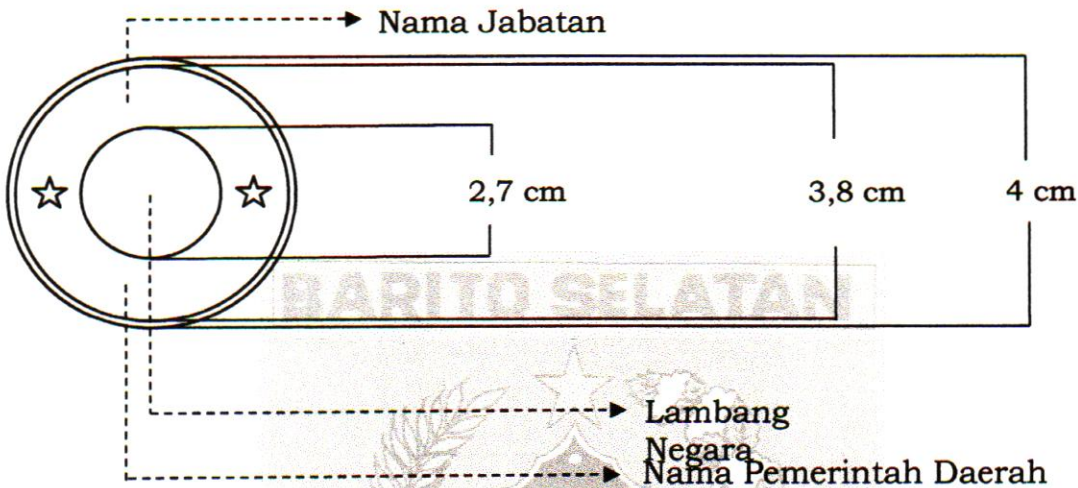 Nama Jabatan
2,7 cm
3,8 cm
4 cm
BARITO SELATAN
Lambang
Negara
Nama Pemerintah Daerah